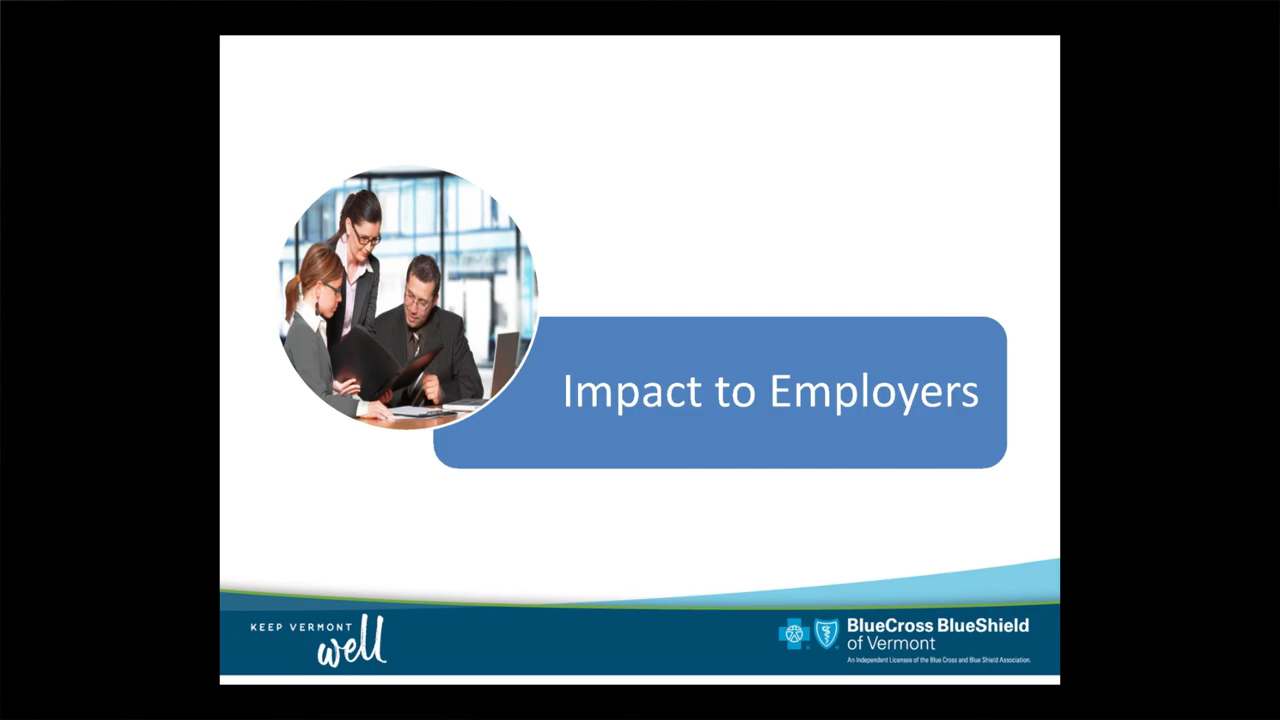 Impact to Employers
KEEP VERMONT
well
BlueCross BlueShield
of Vermont
An Independent Licensee of the Blue Cross and Blue Shield Association.